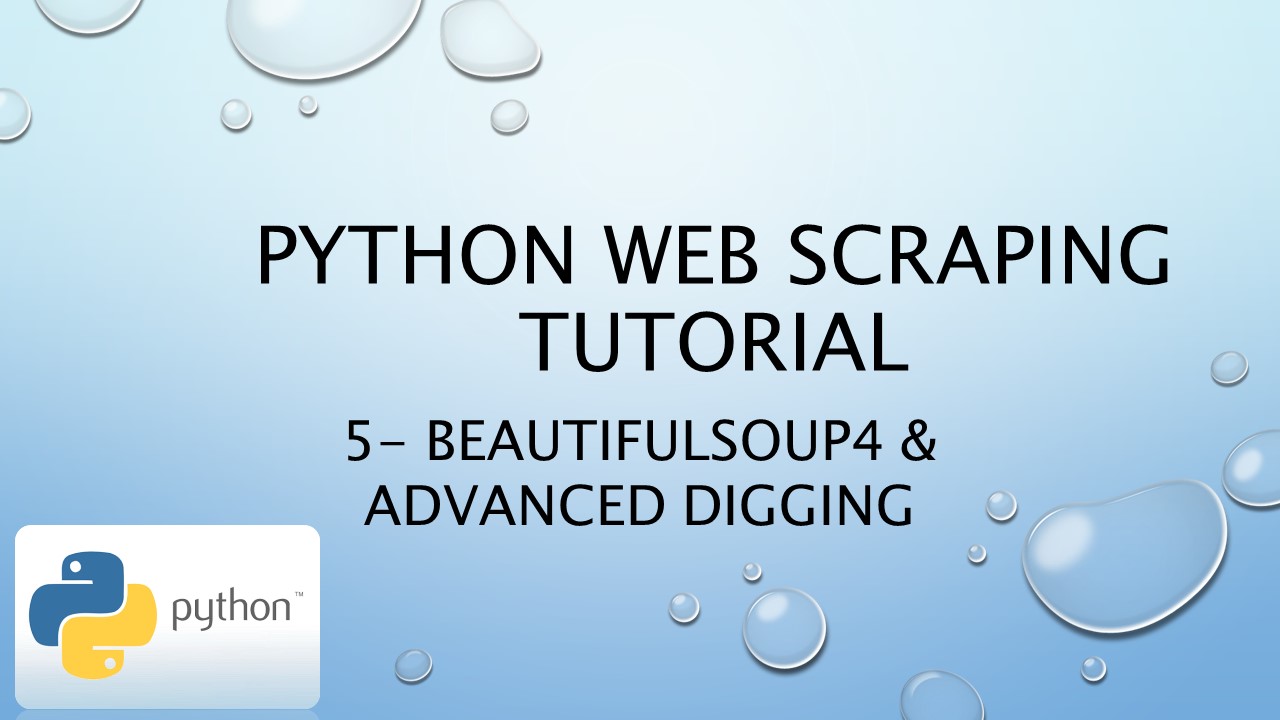 PYTHON WEB SCRAPING
TUTORIAL
5– BEAUTIFULSOUP4 &
ADVANCED DIGGING
python™